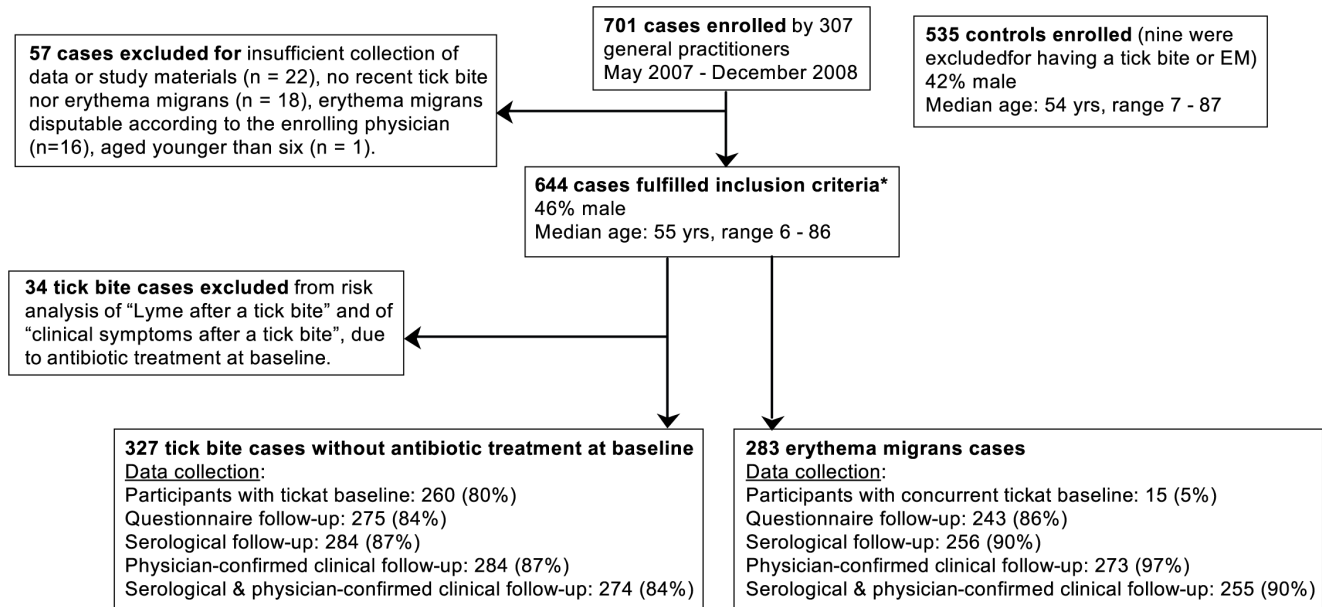 701 cases enrolled by 307
general practitioners
May 2007 - December 2008
57 cases excluded for insufficient collection of
data or study materials (n = 22), no recent tick bite
nor erythema migrans (n = 18), erythema migrans
disputable according to the enrolling physician
(n=16), aged younger than six (n = 1).
535 controls enrolled (nine were
excludedfor having a tick bite or EM)
42% male
Median age: 54 yrs, range 7 - 87
644 cases fulfilled inclusion criteria*
46% male
Median age: 55 yrs, range 6 - 86
34 tick bite cases excluded from risk
analysis of “Lyme after a tick bite” and of
“clinical symptoms after a tick bite”, due
to antibiotic treatment at baseline.
327 tick bite cases without antibiotic treatment at baseline
Data collection:
Participants with tickat baseline: 260 (80%)
Questionnaire follow-up: 275 (84%)
Serological follow-up: 284 (87%)
Physician-confirmed clinical follow-up: 284 (87%)
Serological & physician-confirmed clinical follow-up: 274 (84%)
283 erythema migrans cases
Data collection:
Participants with concurrent tickat baseline: 15 (5%)
Questionnaire follow-up: 243 (86%)
Serological follow-up: 256 (90%)
Physician-confirmed clinical follow-up: 273 (97%)
Serological & physician-confirmed clinical follow-up: 255 (90%)